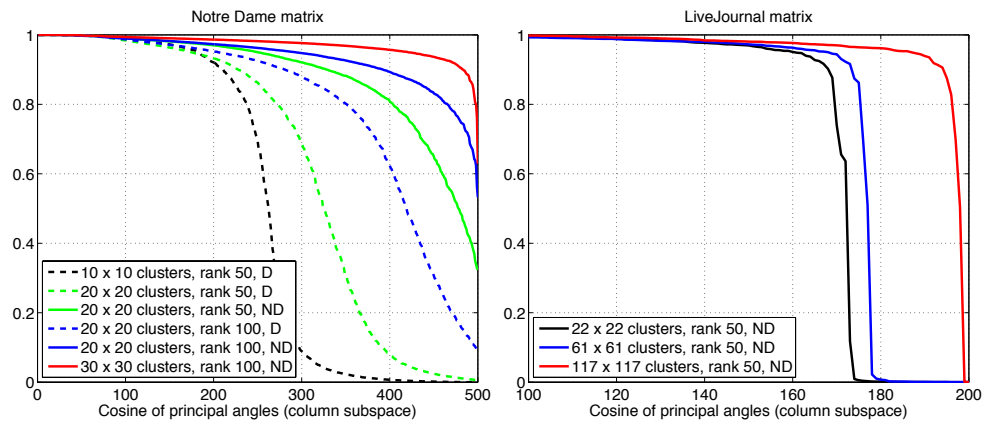 Notre Dame matrix
1
0.8
0.6
0.4
0.2
0
0 100 200 300 400 500
10 x 10 clusters, rank 50, D
20 x 20 clusters, rank 50, D
20 x 20 clusters, rank 50, ND
20 x 20 clusters, rank 100, D
20 x 20 clusters, rank 100, ND
30 x 30 clusters, rank 100, ND
Cosine of principal angles (column subspace)
LiveJournal matrix
1
0.8
0.6
0.4
0.2
0
100 120 140 160 180 200
22 x 22 clusters, rank 50, ND
61 x 61 clusters, rank 50, ND
117 x 117 clusters, rank 50, ND
Cosine of principal angles (column subspace)